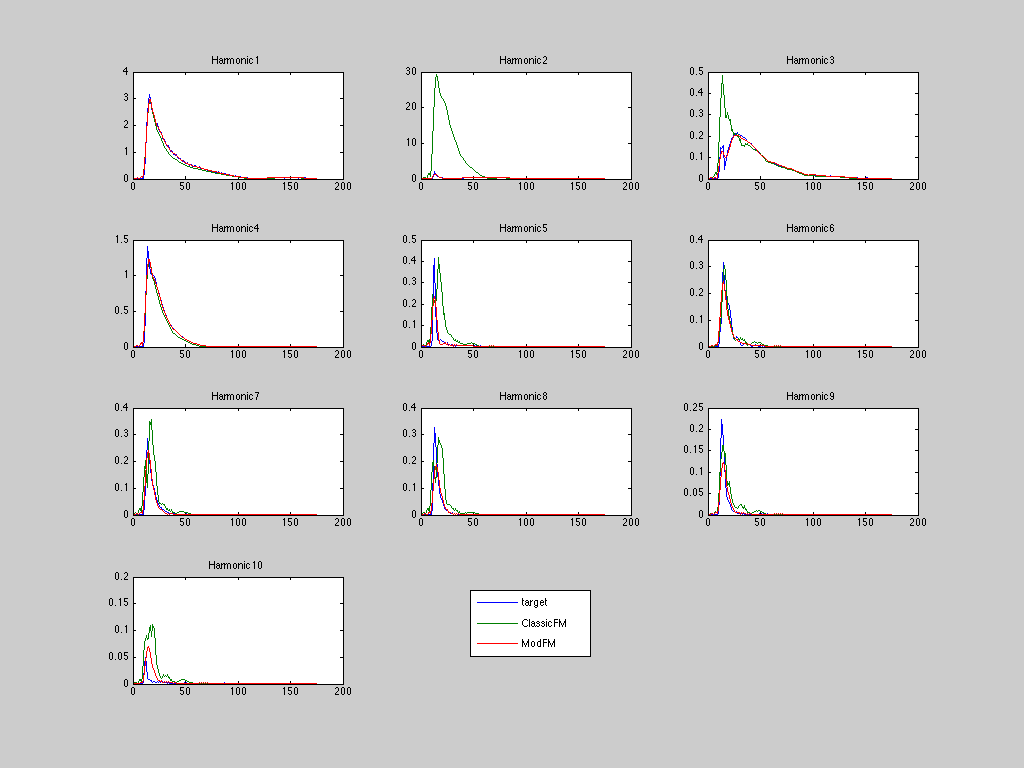 Harmonic1 Harmonic2 Harmonic3
4 30 0.5
3 20 0.4
0.3
2 0.2
1 10 0.1
0 0 0
0 50 100 150 200 0 50 100 150 200 0 50 100 150 200
Harmonic4 Harmonic5 Harmonic6
1.5 0.5 0.4
1 0.4 0.3
0.3 0.2
0.5 0.2 0.1
0.1
0 0 0
0 50 100 150 200 0 50 100 150 200 0 50 100 150 200
Harmonic7 Harmonic8 Harmonic9
0.4 0.4 0.25
0.3 0.3 0.2
0.2 0.2 0.15
0.1
0.1 0.1 0.05
0 0 0
0 50 100 150 200 0 50 100 150 200 0 50 100 150 200
Harmonic10
0.2
0.15
0.1
0.05
0
0 50 100 150 200
target
ClassicFM
ModFM